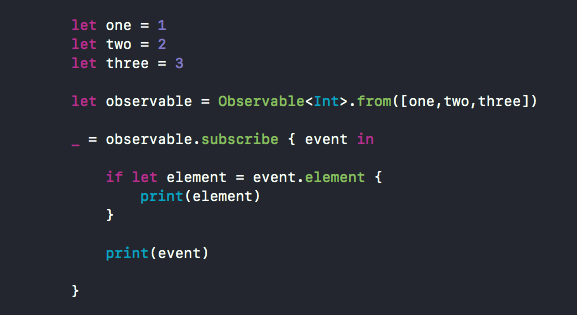 let one = 1
let two = 2
let three = 3
let observable = Observable<Int>.from([one,two,three])
_ = observable.subscribe { event in
if let element = event.element {
print(element)
}
print(event)
}